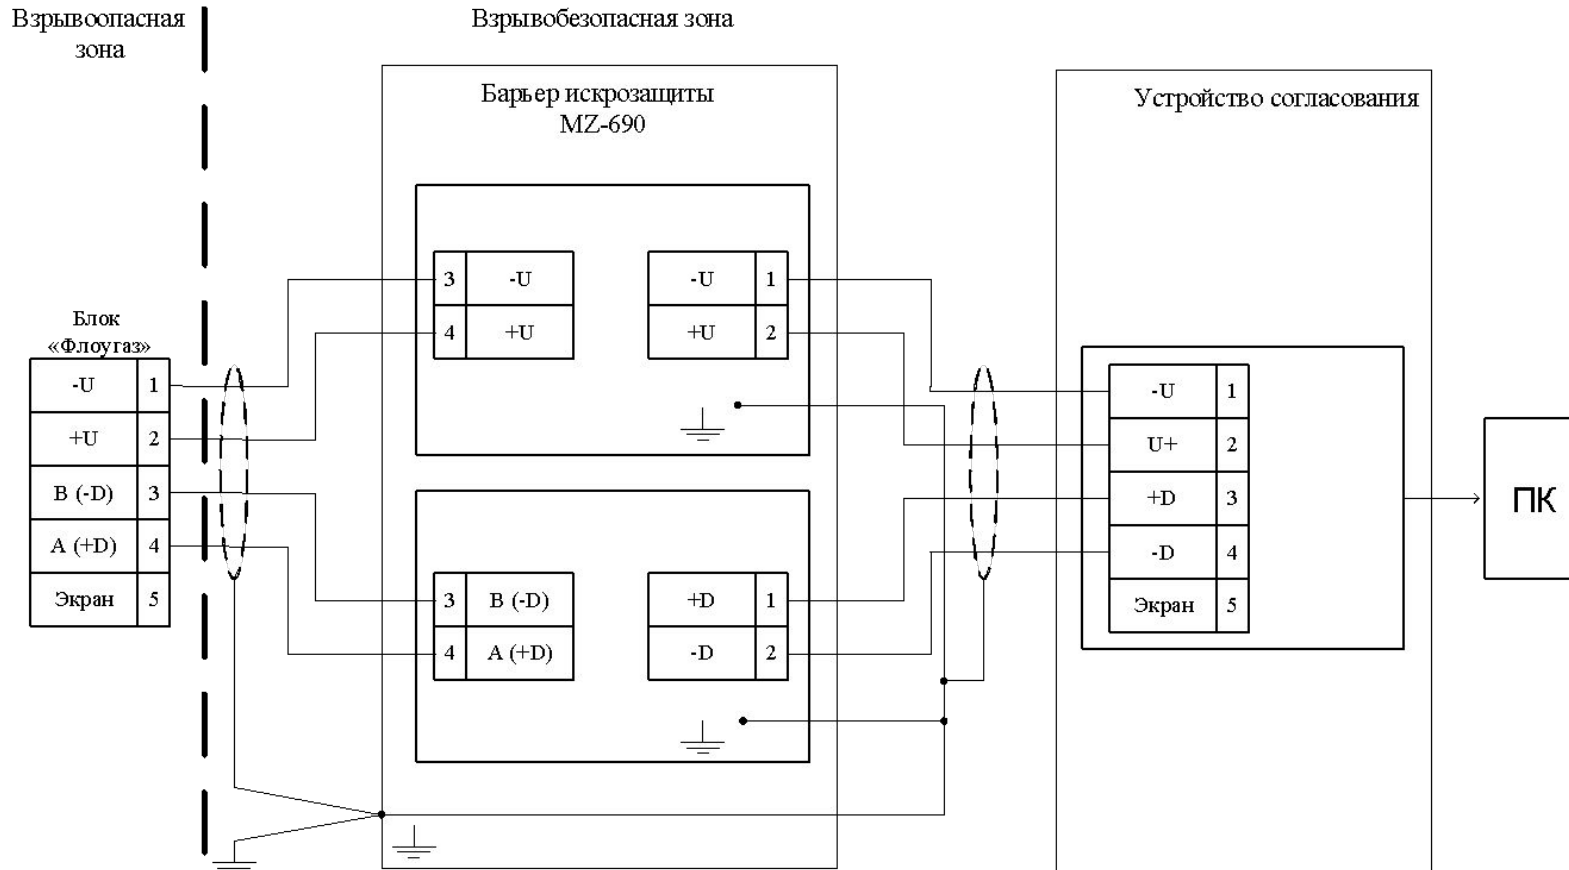 Взрывоопасная
зона
Взрывобезопасная зона
Барьер искрозащиты
MZ-690
Устройство согласования
3 -U
4 +U
-U 1
+U 2
Блок
«Флоугаз»
-U 1
+U 2
B (-D) 3
A (+D) 4
Экран 5
3 B (-D)
4 A (+D)
+D 1
-D 2
-U 1
U+ 2
+D 3
-D 4
Экран 5
ПК